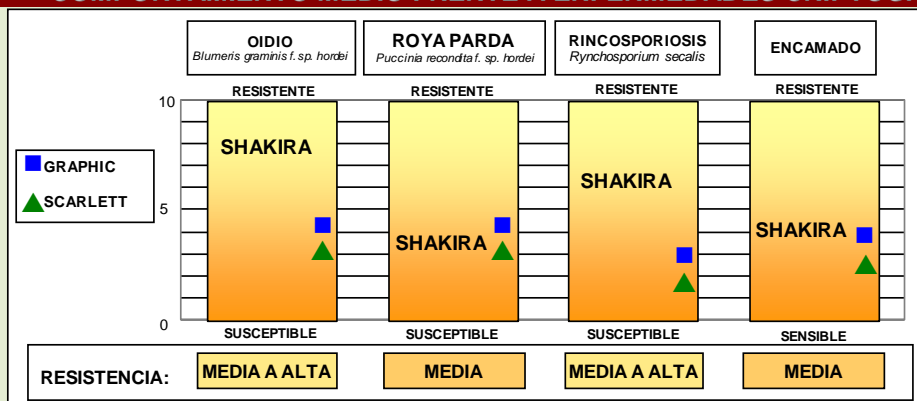 OIDIO
Blumeris graminis f. sp. hordei
ROYA PARDA
Puccinia recondita f. sp. hordei
RINCOSPORIOSIS
Rynchosporium secalis
ENCAMADO
RESISTENTE
RESISTENTE
RESISTENTE
RESISTENTE
10
5
0
GRAPHIC
SCARLETT
SHAKIRA
SHAKIRA
SHAKIRA
SHAKIRA
SUSCEPTIBLE
SUSCEPTIBLE
SUSCEPTIBLE
SENSIBLE
RESISTENCIA:
MEDIA A ALTA
MEDIA
MEDIA A ALTA
MEDIA